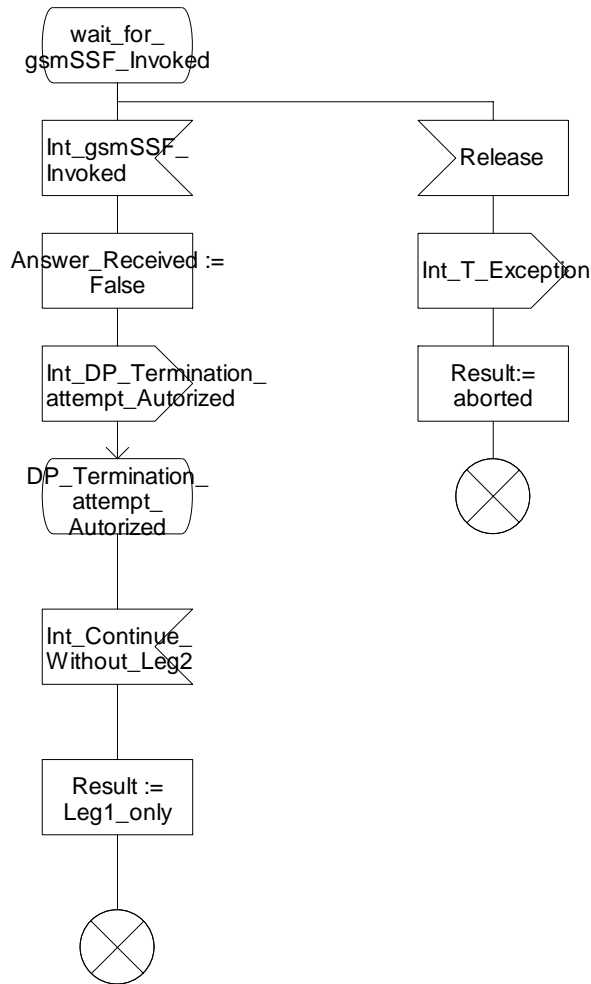 wait_for_
gsmSSF_Invoked
Int_gsmSSF_
Invoked
Release
Answer_Received :=
False
Int_T_Exception
Int_DP_Termination_
attempt_Autorized
Result:=
aborted
DP_Termination_
attempt_
Autorized
Int_Continue_
Without_Leg2
Result :=
Leg1_only